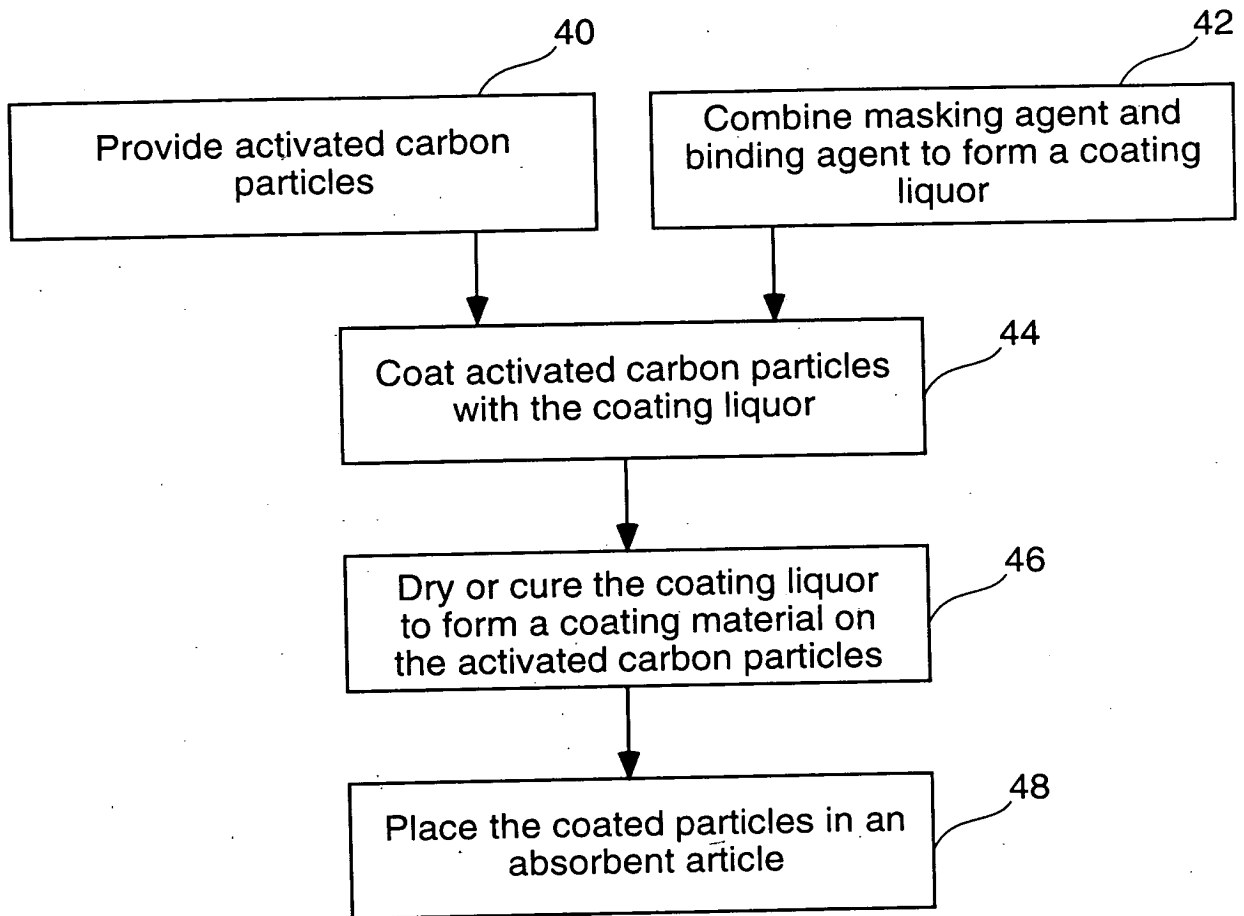 40
Provide activated carbon
particles
42
Combine masking agent and
binding agent to form a coating
liquor
44
Coat activated carbon particles
with the coating liquor
46
Dry or cure the coating liquor
to form a coating material on
the activated carbon particles
48
Place the coated particles in an
absorbent article